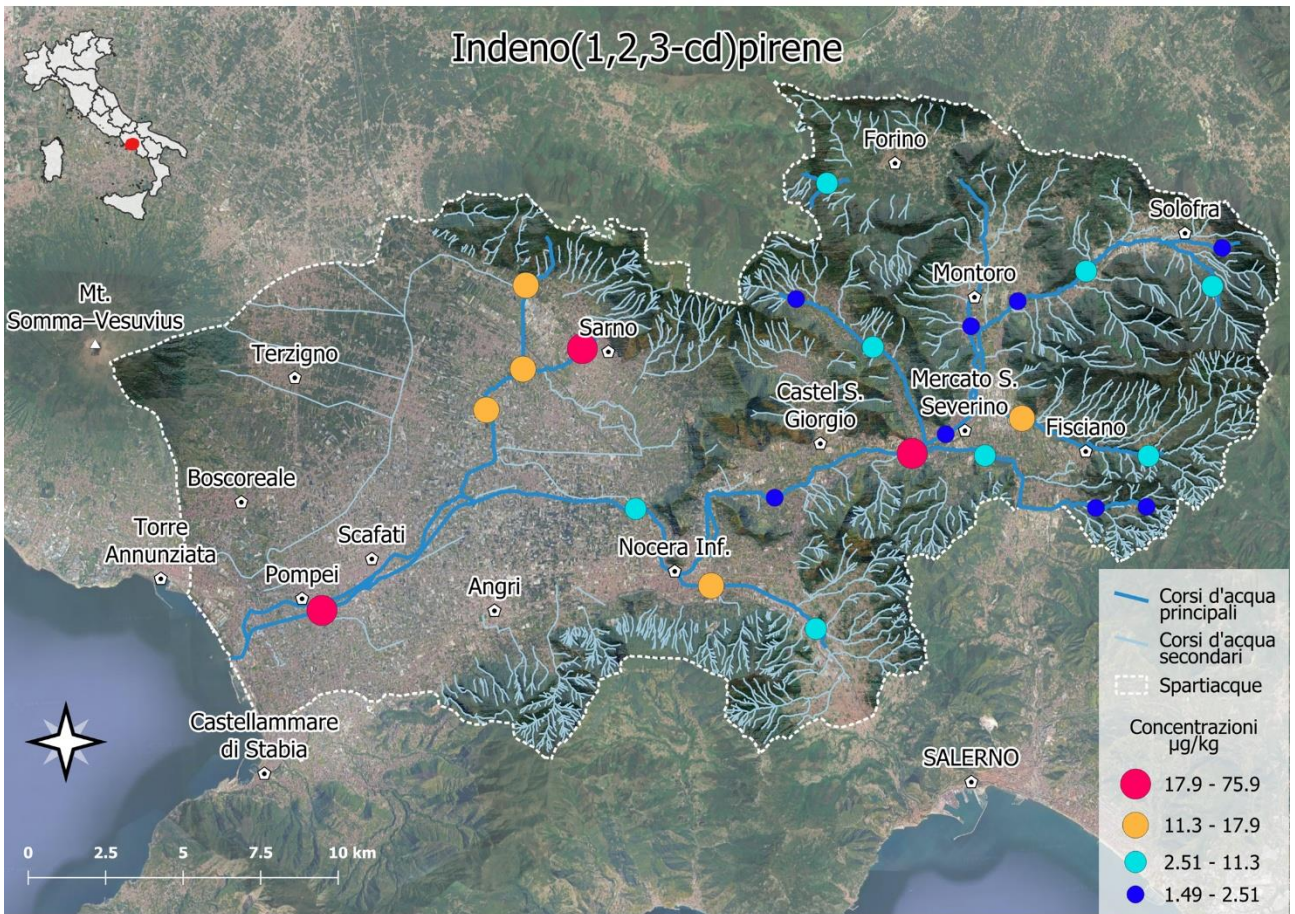 Indeno(1,2,3-cd)pirene
Forino
Solofra
Montoro
Mt.
Somma–Vesuvius
Sarno
Terzigno
Castel S.
Giorgio
Mercato S.
Severino
Fisciano
Boscoreale
Torre
Annunziata
Scafati
Nocera Inf.
Pompei
Angri
Castellammare
di Stabia
SALERNO
0 2.5 5 7.5 10 km
Corsi d'acqua
principali
Corsi d'acqua
secondari
Spartiacque
Concentrazioni
µg/kg
17.9 - 75.9
11.3 - 17.9
2.51 - 11.3
1.49 - 2.51